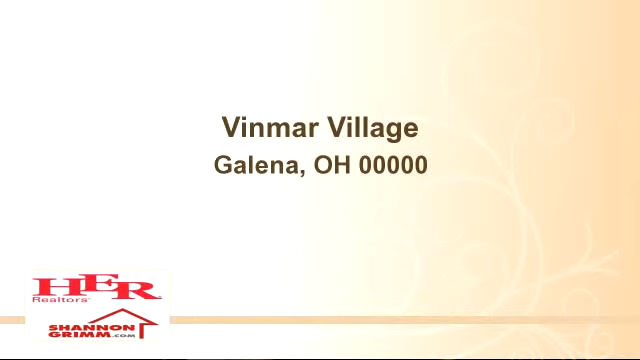 Vinmar Village
Galena, OH 00000
HER
Realtors
SHANNON
GRIMM.COM